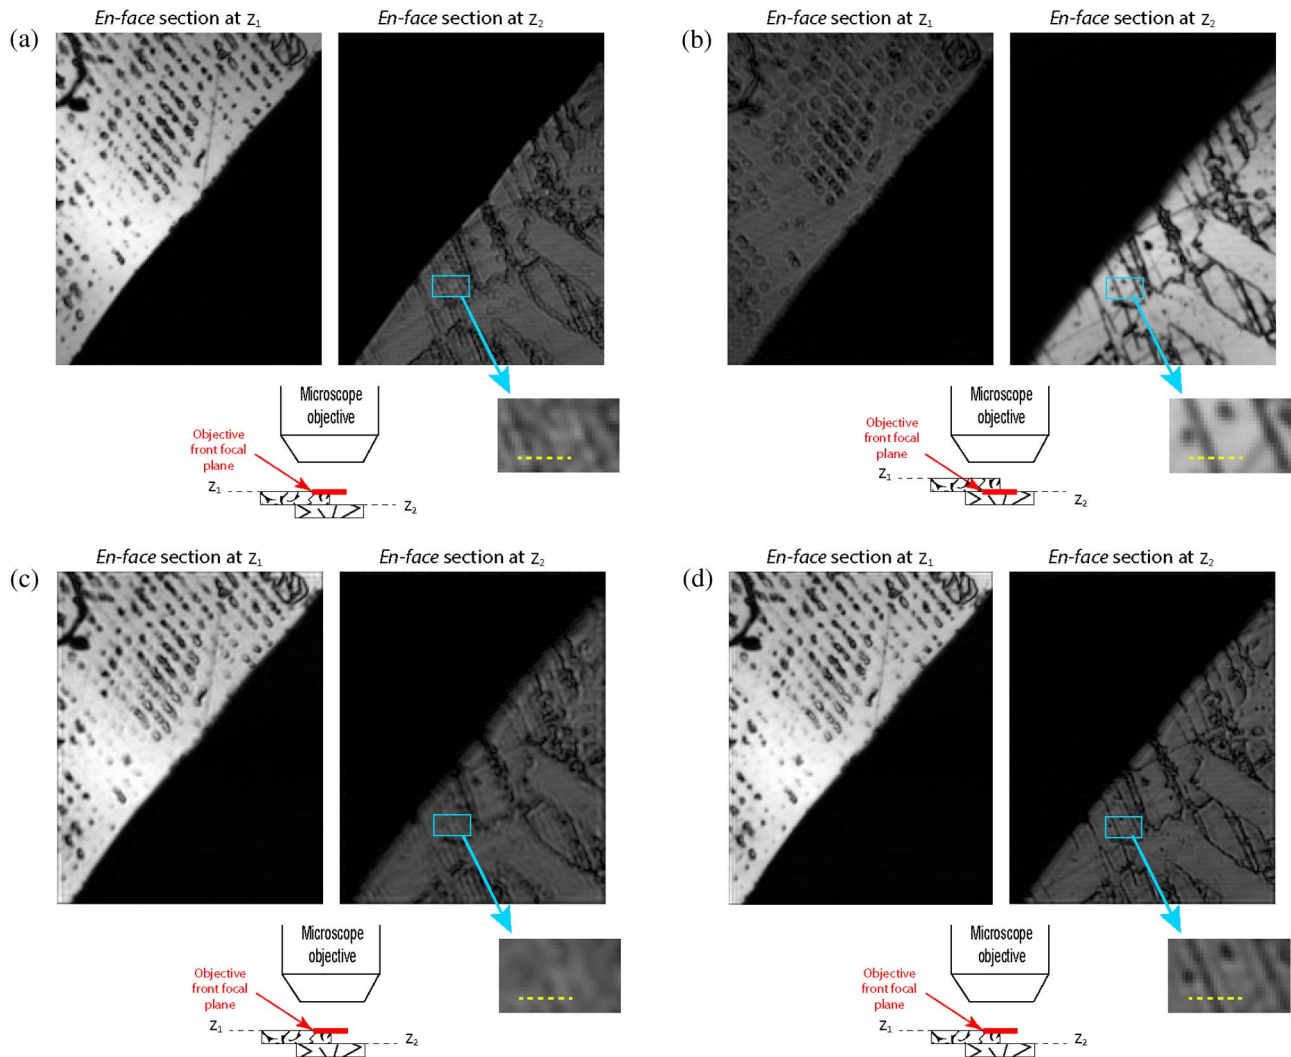 (a)
En-face section at z₁
En-face section at z₂
Microscope
objective
Objective
front focal
plane
z₁
z₂
(b)
En-face section at z₁
En-face section at z₂
Microscope
objective
Objective
front focal
plane
z₁
z₂
(c)
En-face section at z₁
En-face section at z₂
Microscope
objective
Objective
front focal
plane
z₁
z₂
(d)
En-face section at z₁
En-face section at z₂
Microscope
objective
Objective
front focal
plane
z₁
z₂